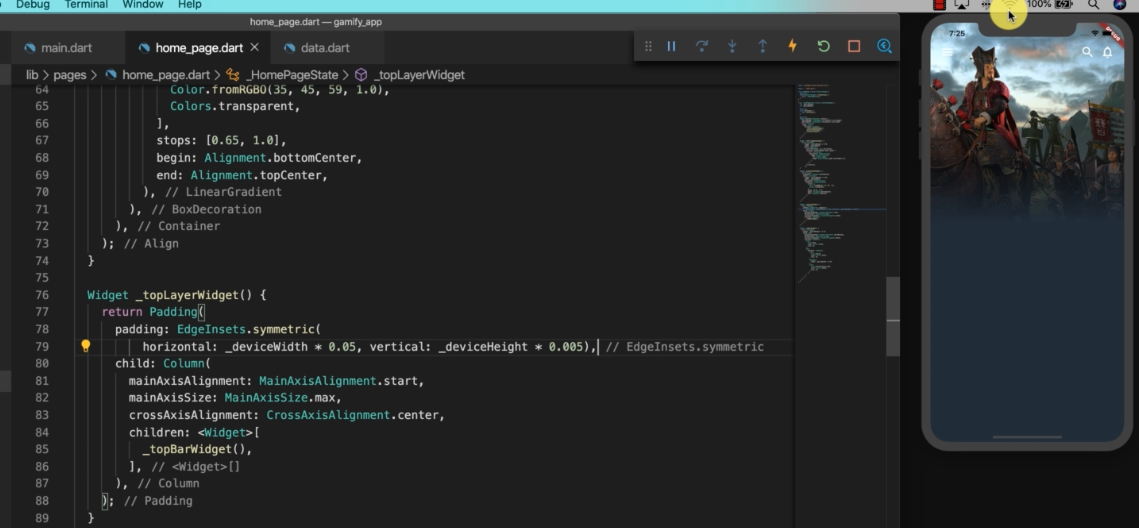 Debug Terminal Window Help
100%
home_page.dart — gamify_app
main.dart home_page.dart data.dart
lib > pages > home_page.dart > _HomePageState > _topLayerWidget
64 Color.fromRGBO(35, 45, 59, 1.0),
65 Colors.transparent,
66 ],
67 stops: [0.65, 1.0],
68 begin: Alignment.bottomCenter,
69 end: Alignment.topCenter,
70 ), // LinearGradient
71 ), // BoxDecoration
72 ), // Container
73 ); // Align
74 }
75
76 Widget _topLayerWidget() {
77 return Padding(
78 padding: EdgeInsets.symmetric(
79 horizontal: _deviceWidth * 0.05, vertical: _deviceHeight * 0.005), // EdgeInsets.symmetric
80 child: Column(
81 mainAxisAlignment: MainAxisAlignment.start,
82 mainAxisSize: MainAxisSize.max,
83 crossAxisAlignment: CrossAxisAlignment.center,
84 children: <Widget>[
85 _topBarWidget(),
86 ], // <Widget>[]
87 ), // Column
88 ); // Padding
89 }
7:25